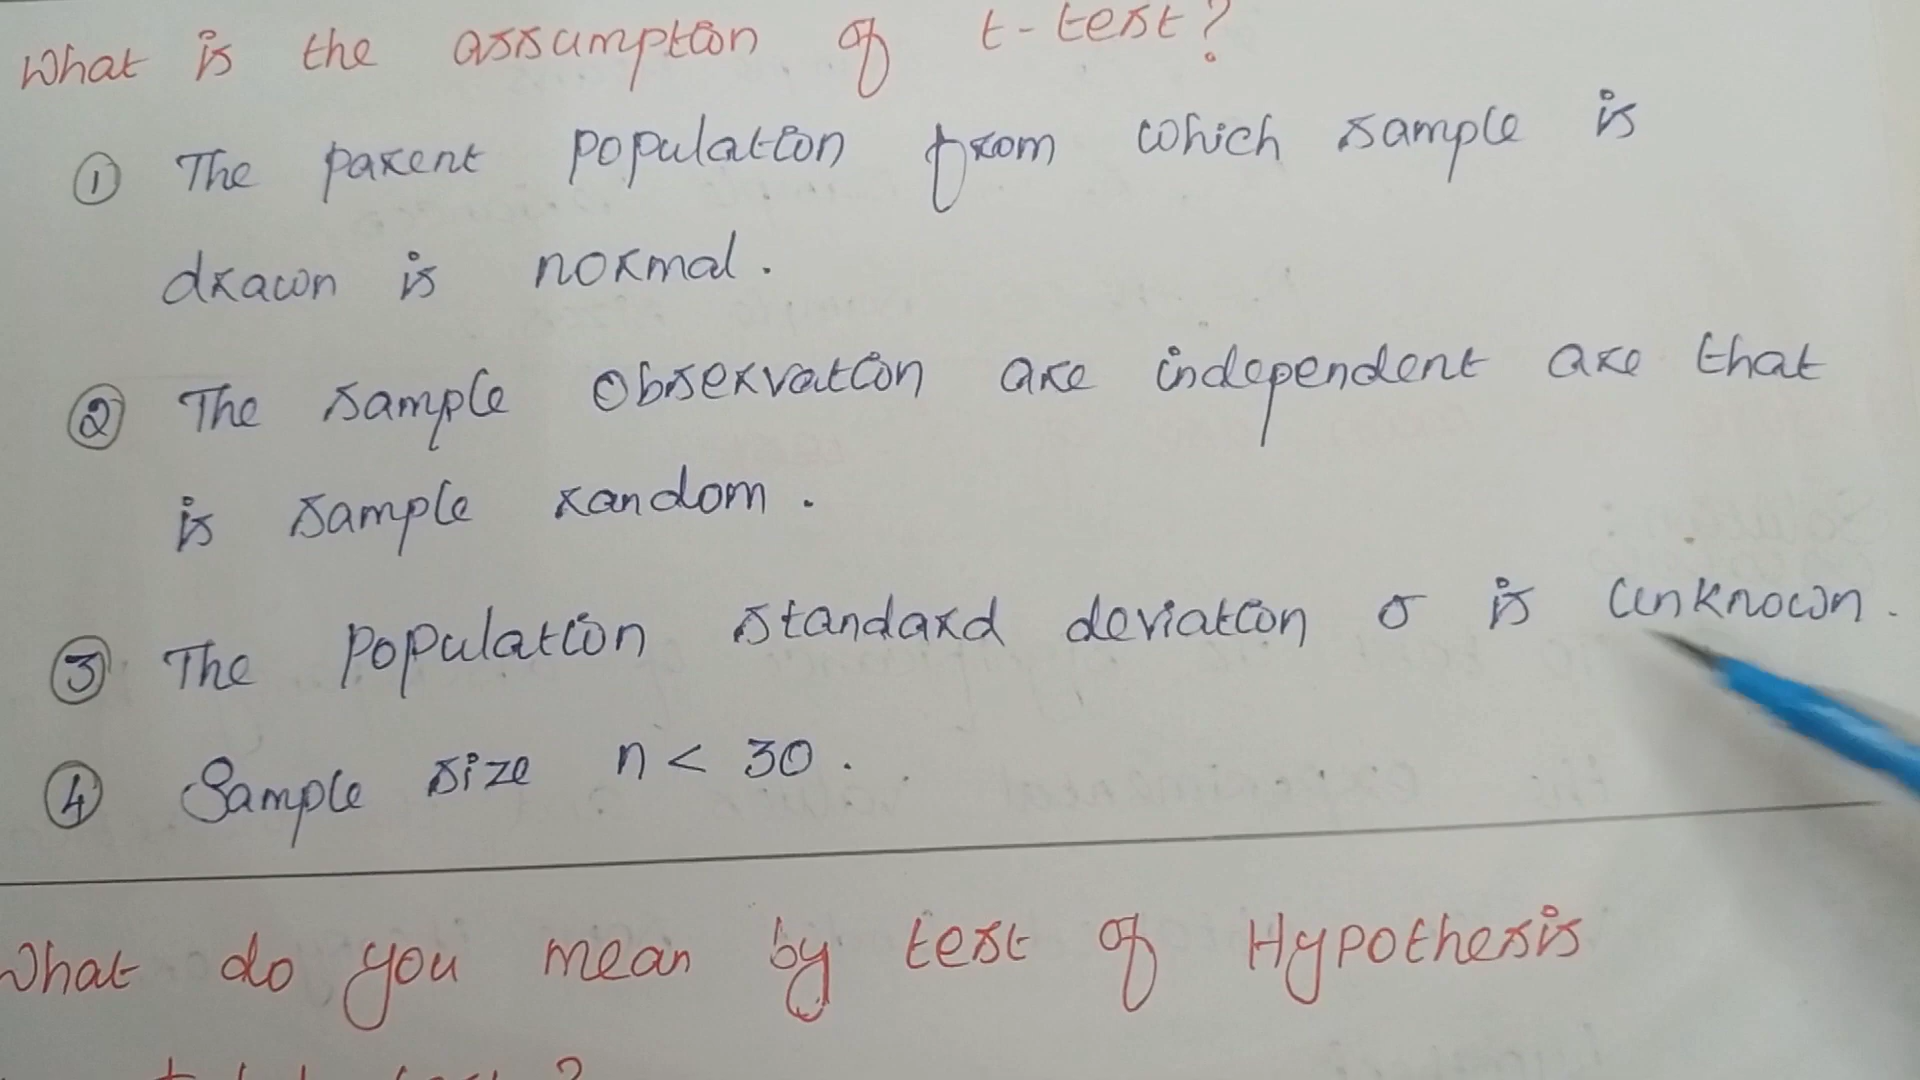 What is the assumption of t-test?
① The parent population from which sample is
drawn is normal.
② The sample observation are independent are that
is sample random.
③ The population standard deviation σ is unknown.
④ Sample size n < 30.
What do you mean by test of Hypothesis
?